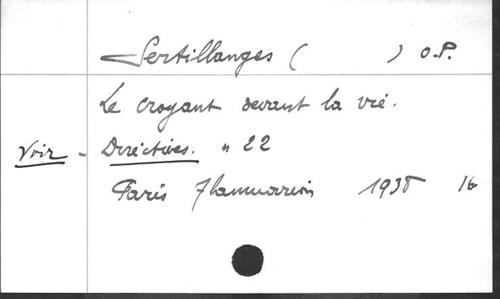 Sertillanges (          ) O.P.
Le croyant devant la vie.
Voir - Directives. n 22
Paris Flammarion 1938 16